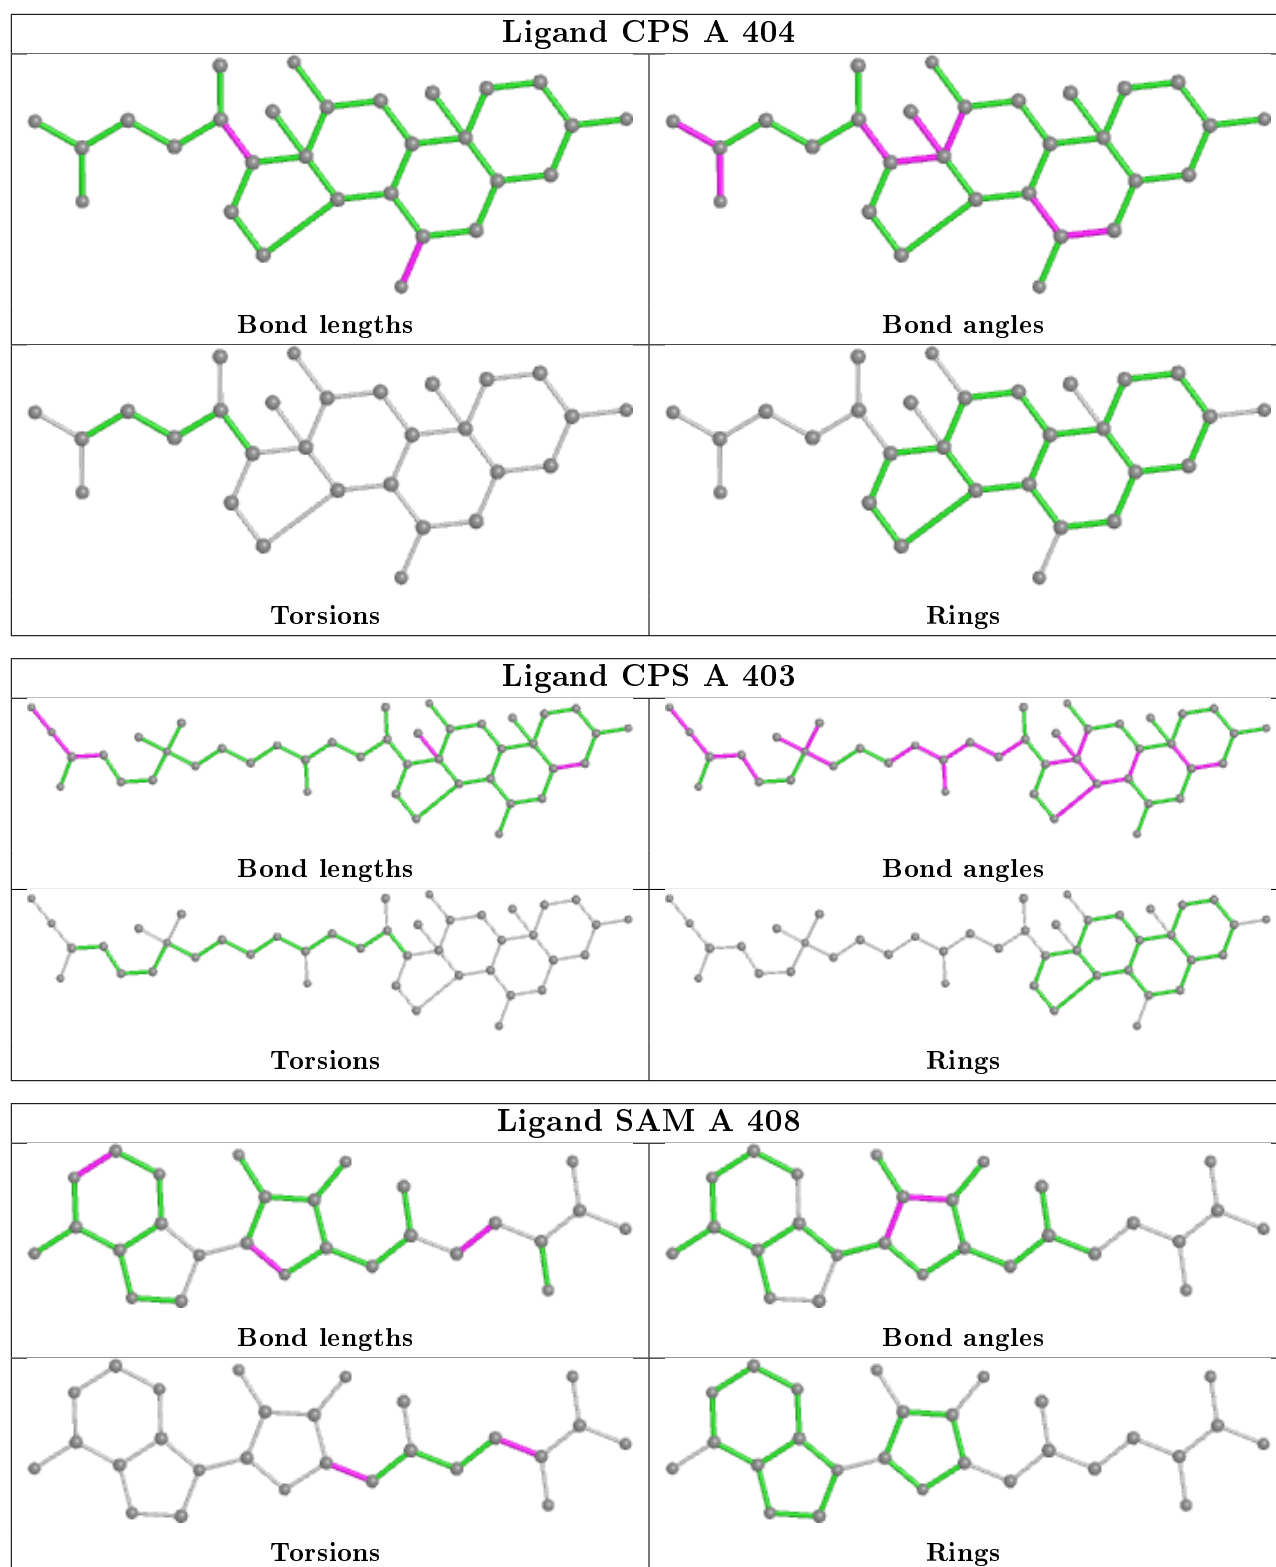 Ligand CPS A 404
Bond lengths
Bond angles
Torsions
Rings
Ligand CPS A 403
Bond lengths
Bond angles
Torsions
Rings
Ligand SAM A 408
Bond lengths
Bond angles
Torsions
Rings